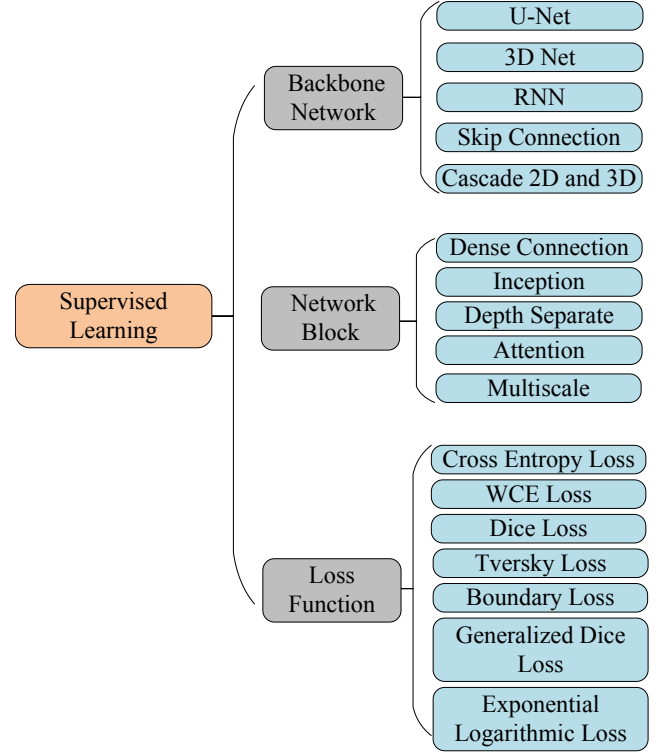 Supervised
Learning
Backbone
Network
U-Net
3D Net
RNN
Skip Connection
Cascade 2D and 3D
Network
Block
Dense Connection
Inception
Depth Separate
Attention
Multiscale
Loss
Function
Cross Entropy Loss
WCE Loss
Dice Loss
Tversky Loss
Boundary Loss
Generalized Dice
Loss
Exponential
Logarithmic Loss